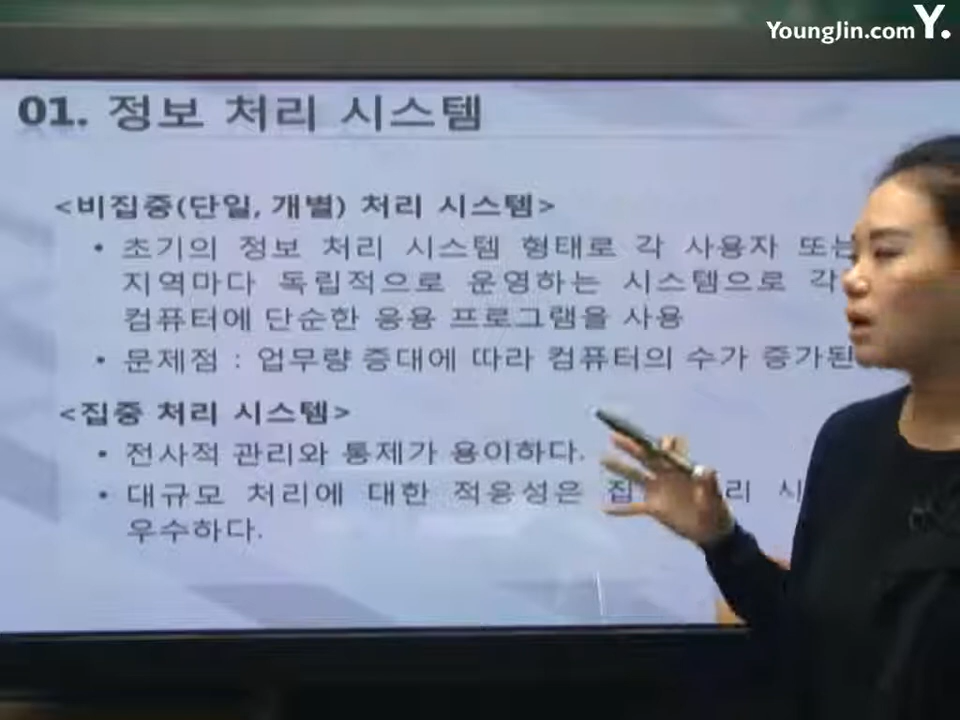 YoungJin.com Y.
01. 정보 처리 시스템
<비집중(단일, 개별) 처리 시스템>
• 초기의 정보 처리 시스템 형태로 각 사용자 또는
지역마다 독립적으로 운영하는 시스템으로 각
컴퓨터에 단순한 응용 프로그램을 사용
• 문제점 : 업무량 증대에 따라 컴퓨터의 수가 증가된
<집중 처리 시스템>
• 전사적 관리와 통제가 용이하다.
• 대규모 처리에 대한 적응성은 집 리 시
우수하다.